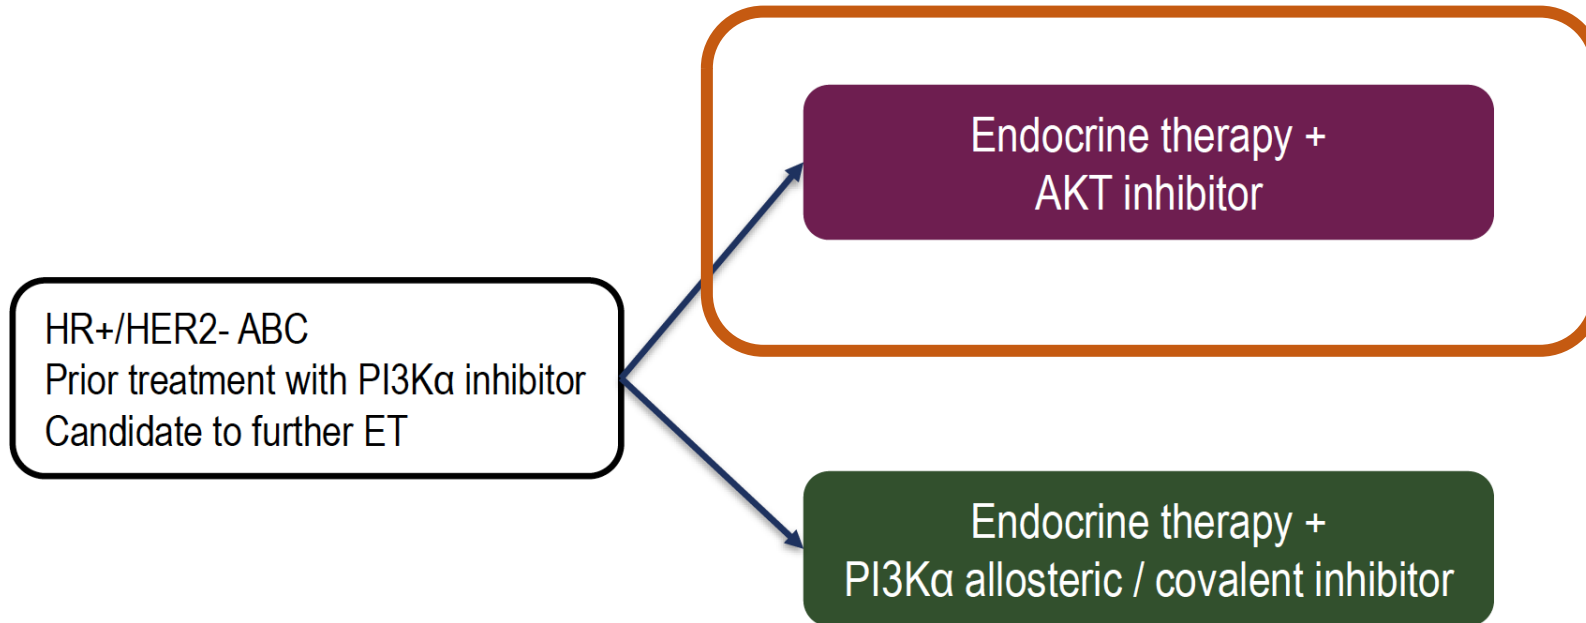 Endocrine therapy +
AKT inhibitor
HR+/HER2- ABC
Prior treatment with PI3Kα inhibitor
Candidate to further ET
Endocrine therapy +
PI3Kα allosteric / covalent inhibitor